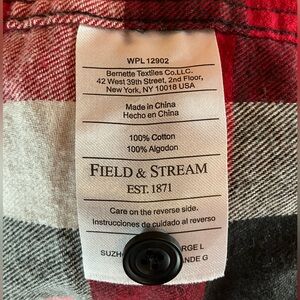 WPL 12902
Bernette Textiles Co.LLC.
42 West 39th Street, 2nd Floor,
New York, NY 10018 USA
Made in China
Hecho en China
100% Cotton
100% Algodon
FIELD & STREAM
EST. 1871
Care on the reverse side.
Instrucciones de cuidado al reverso
L
G